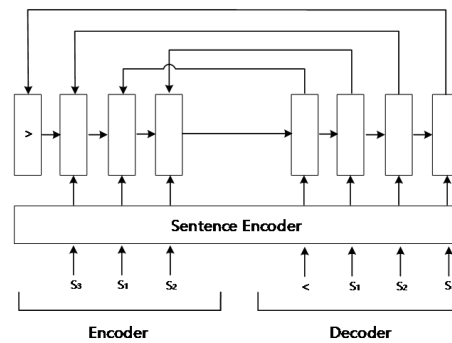 >
Sentence Encoder
S₃ S₁ S₂ < S₁ S₂ S
Encoder Decoder